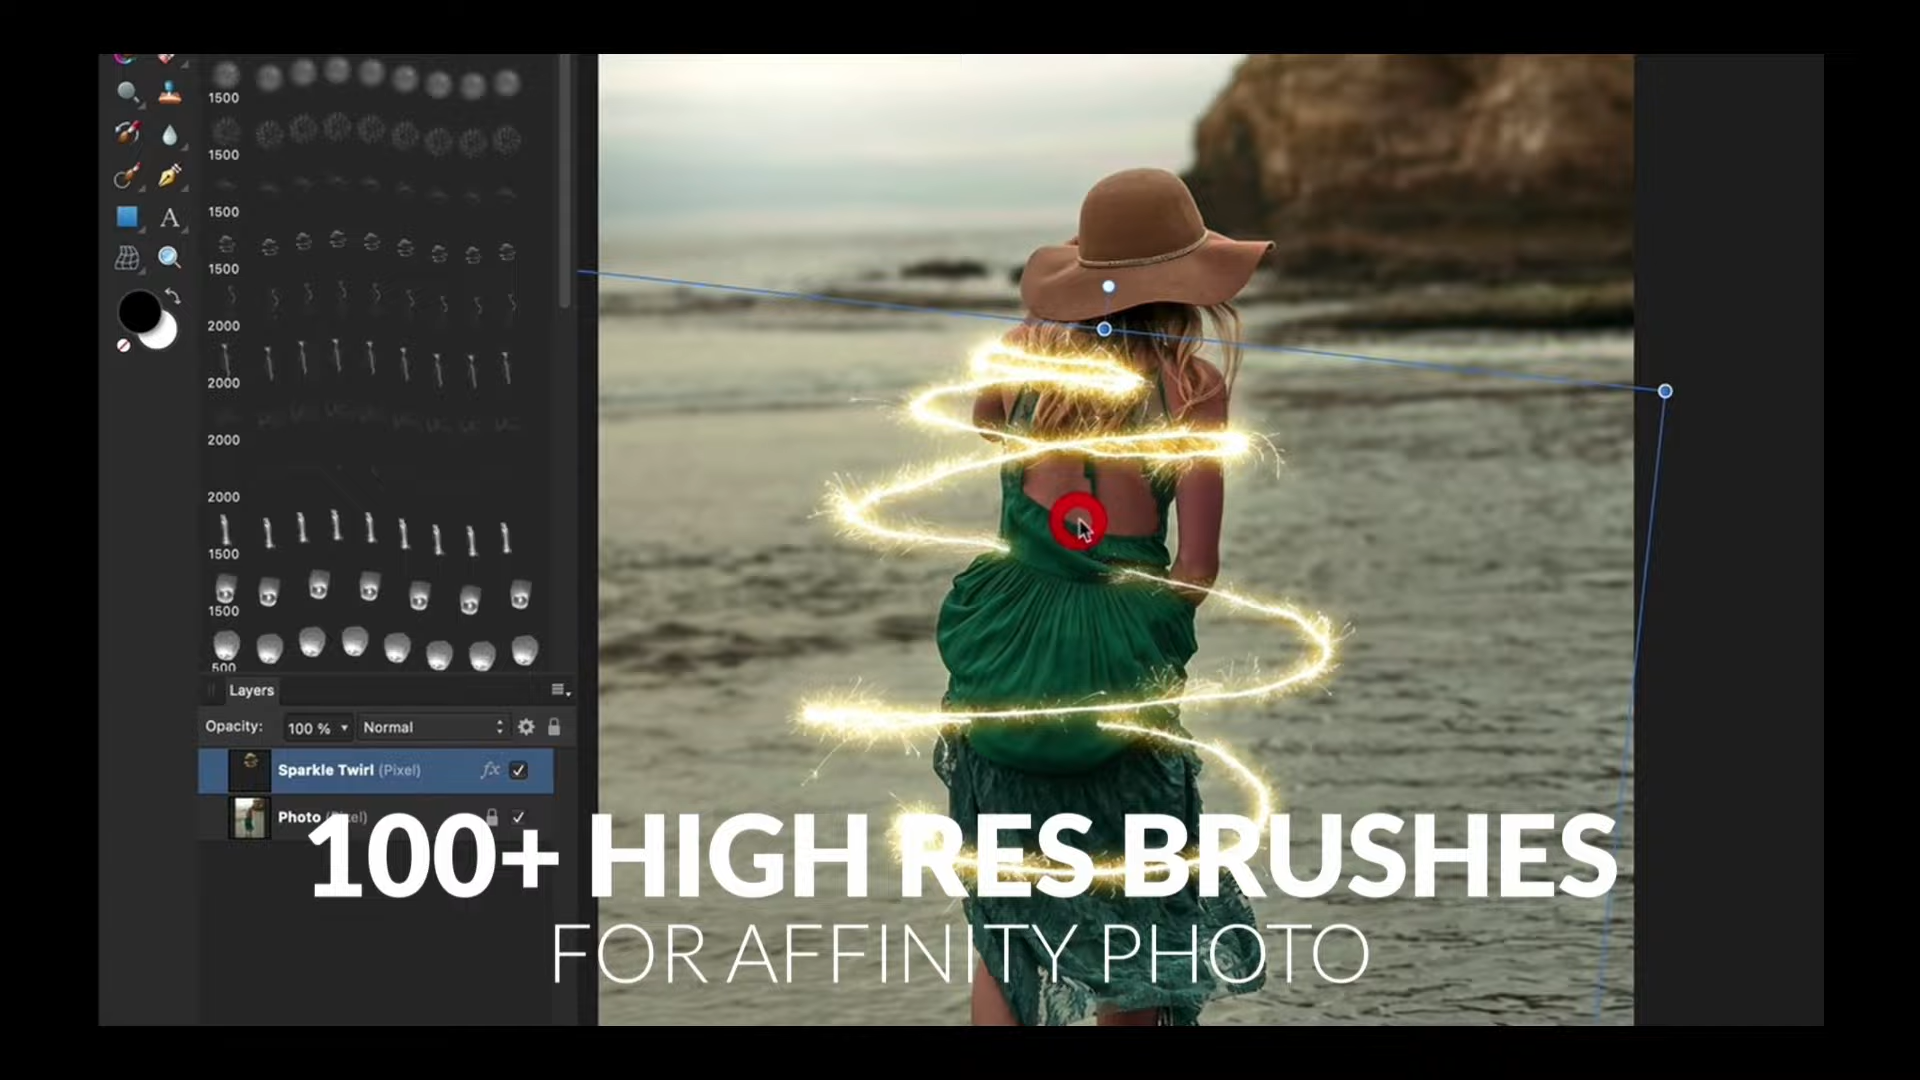 1500
1500
1500
1500
2000
2000
2000
2000
1500
1500
500
Layers
Opacity: 100 % Normal
Sparkle Twirl (Pixel) fx
Photo
100+ HIGH RES BRUSHES
FOR AFFINITY PHOTO
A